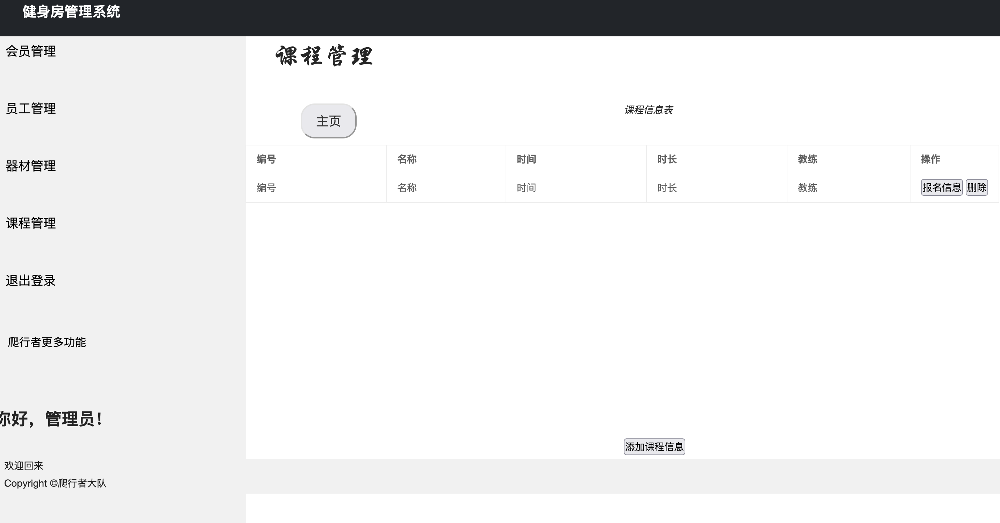 健身房管理系统
会员管理
员工管理
器材管理
课程管理
退出登录
爬行者更多功能
你好，管理员！
欢迎回来
Copyright ©爬行者大队
课程管理
主页
课程信息表
编号 名称 时间 时长 教练 操作
编号 名称 时间 时长 教练 报名信息 删除
添加课程信息